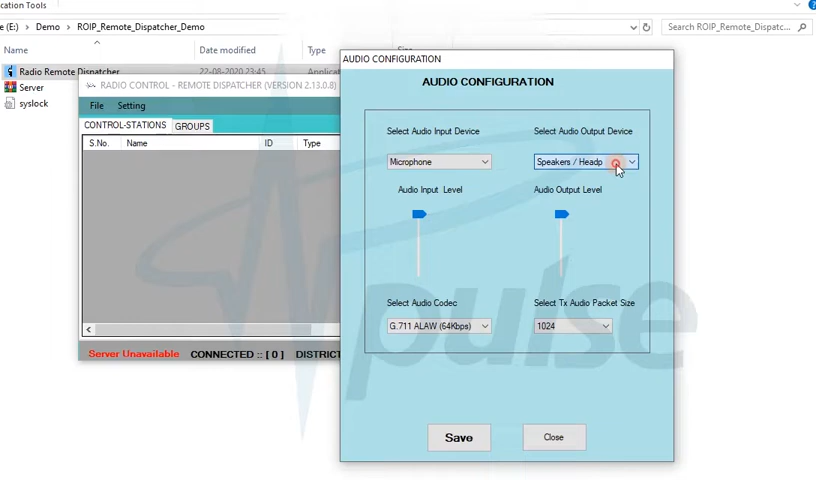 cation Tools
e (E:) > Demo > ROIP_Remote_Dispatcher_Demo
Search ROIP_Remote_Dispatc...
Name Date modified Type Size
Radio Remote Dispatcher 22-08-2020 23:45 Applicat
Server
syslock
RADIO CONTROL - REMOTE DISPATCHER (VERSION 2.13.0.8)
File Setting
CONTROL-STATIONS GROUPS
S.No. Name ID Type
Server Unavailable CONNECTED :: [ 0 ] DISTRICT
AUDIO CONFIGURATION
AUDIO CONFIGURATION
Select Audio Input Device Select Audio Output Device
Microphone Speakers / Headp
Audio Input Level Audio Output Level
Select Audio Codec Select Tx Audio Packet Size
G.711 ALAW (64Kbps) 1024
Save Close
pulse